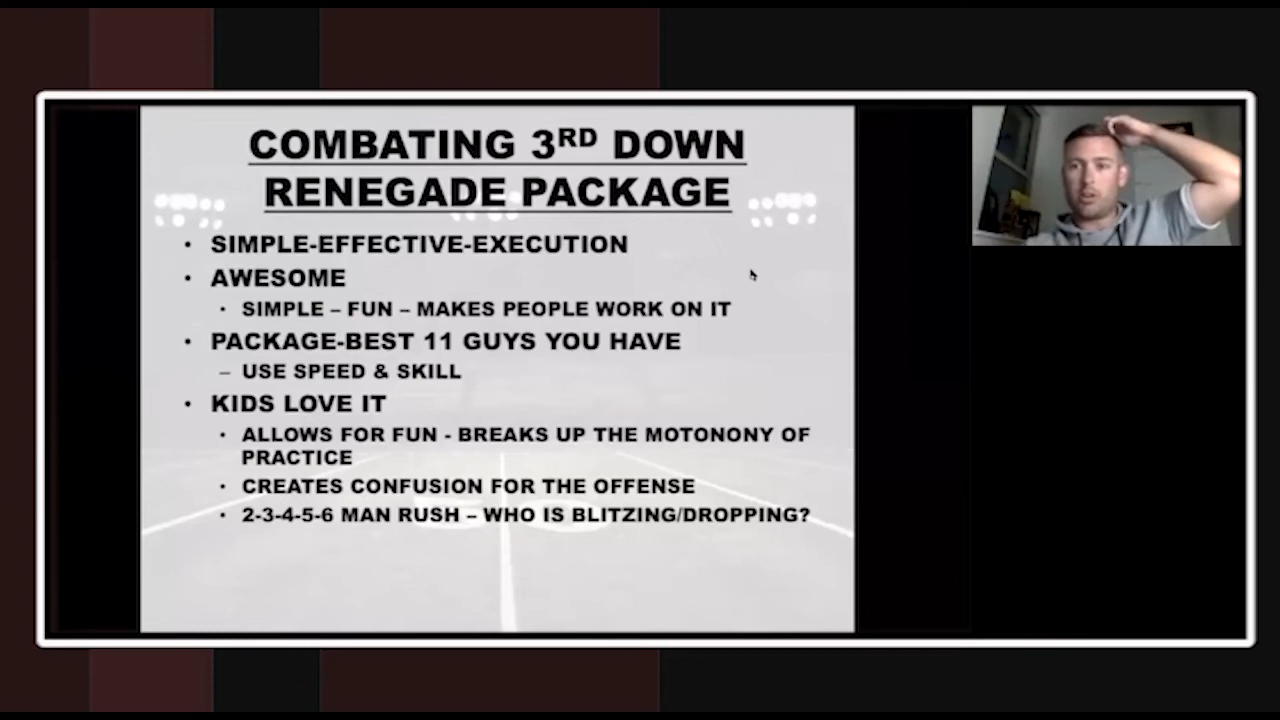 COMBATING 3RD DOWN
RENEGADE PACKAGE
• SIMPLE-EFFECTIVE-EXECUTION
• AWESOME
• SIMPLE – FUN – MAKES PEOPLE WORK ON IT
• PACKAGE-BEST 11 GUYS YOU HAVE
– USE SPEED & SKILL
• KIDS LOVE IT
• ALLOWS FOR FUN - BREAKS UP THE MOTONONY OF
PRACTICE
• CREATES CONFUSION FOR THE OFFENSE
• 2-3-4-5-6 MAN RUSH – WHO IS BLITZING/DROPPING?